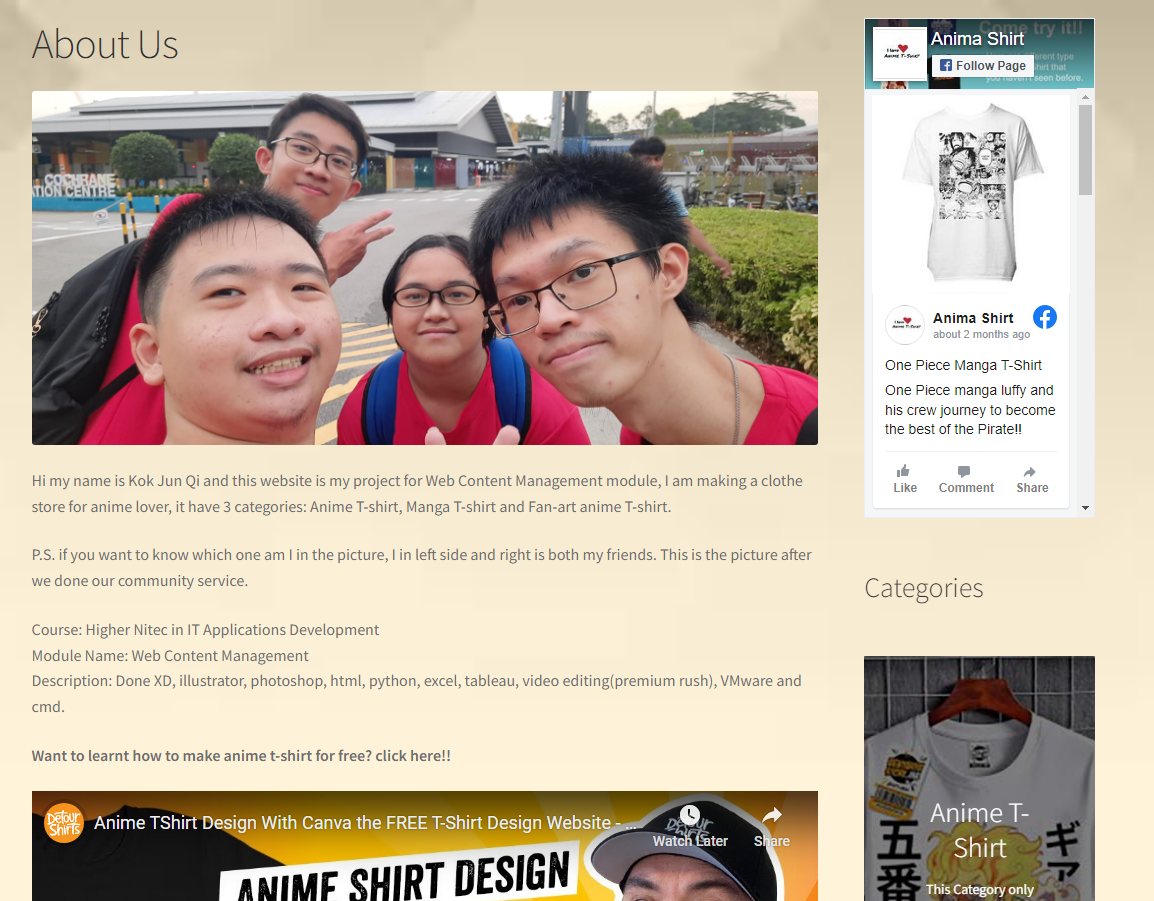 About Us
COCHRANE
ATION CENTRE
Hi my name is Kok Jun Qi and this website is my project for Web Content Management module, I am making a clothe
store for anime lover, it have 3 categories: Anime T-shirt, Manga T-shirt and Fan-art anime T-shirt.
P.S. if you want to know which one am I in the picture, I in left side and right is both my friends. This is the picture after
we done our community service.
Course: Higher Nitec in IT Applications Development
Module Name: Web Content Management
Description: Done XD, illustrator, photoshop, html, python, excel, tableau, video editing(premium rush), VMware and
cmd.
Want to learnt how to make anime t-shirt for free? click here!!
DETOUR
SHIRTS
Anime TShirt Design With Canva the FREE T-Shirt Design Website - ...
Watch Later
Share
ANIME SHIRT DESIGN
Come try it!!
Anima Shirt
Follow Page
you haven't seen before.
Anima Shirt
about 2 months ago
One Piece Manga T-Shirt
One Piece manga luffy and
his crew journey to become
the best of the Pirate!!
Like
Comment
Share
Categories
Anime T-
Shirt
五番
ギア
This Category only